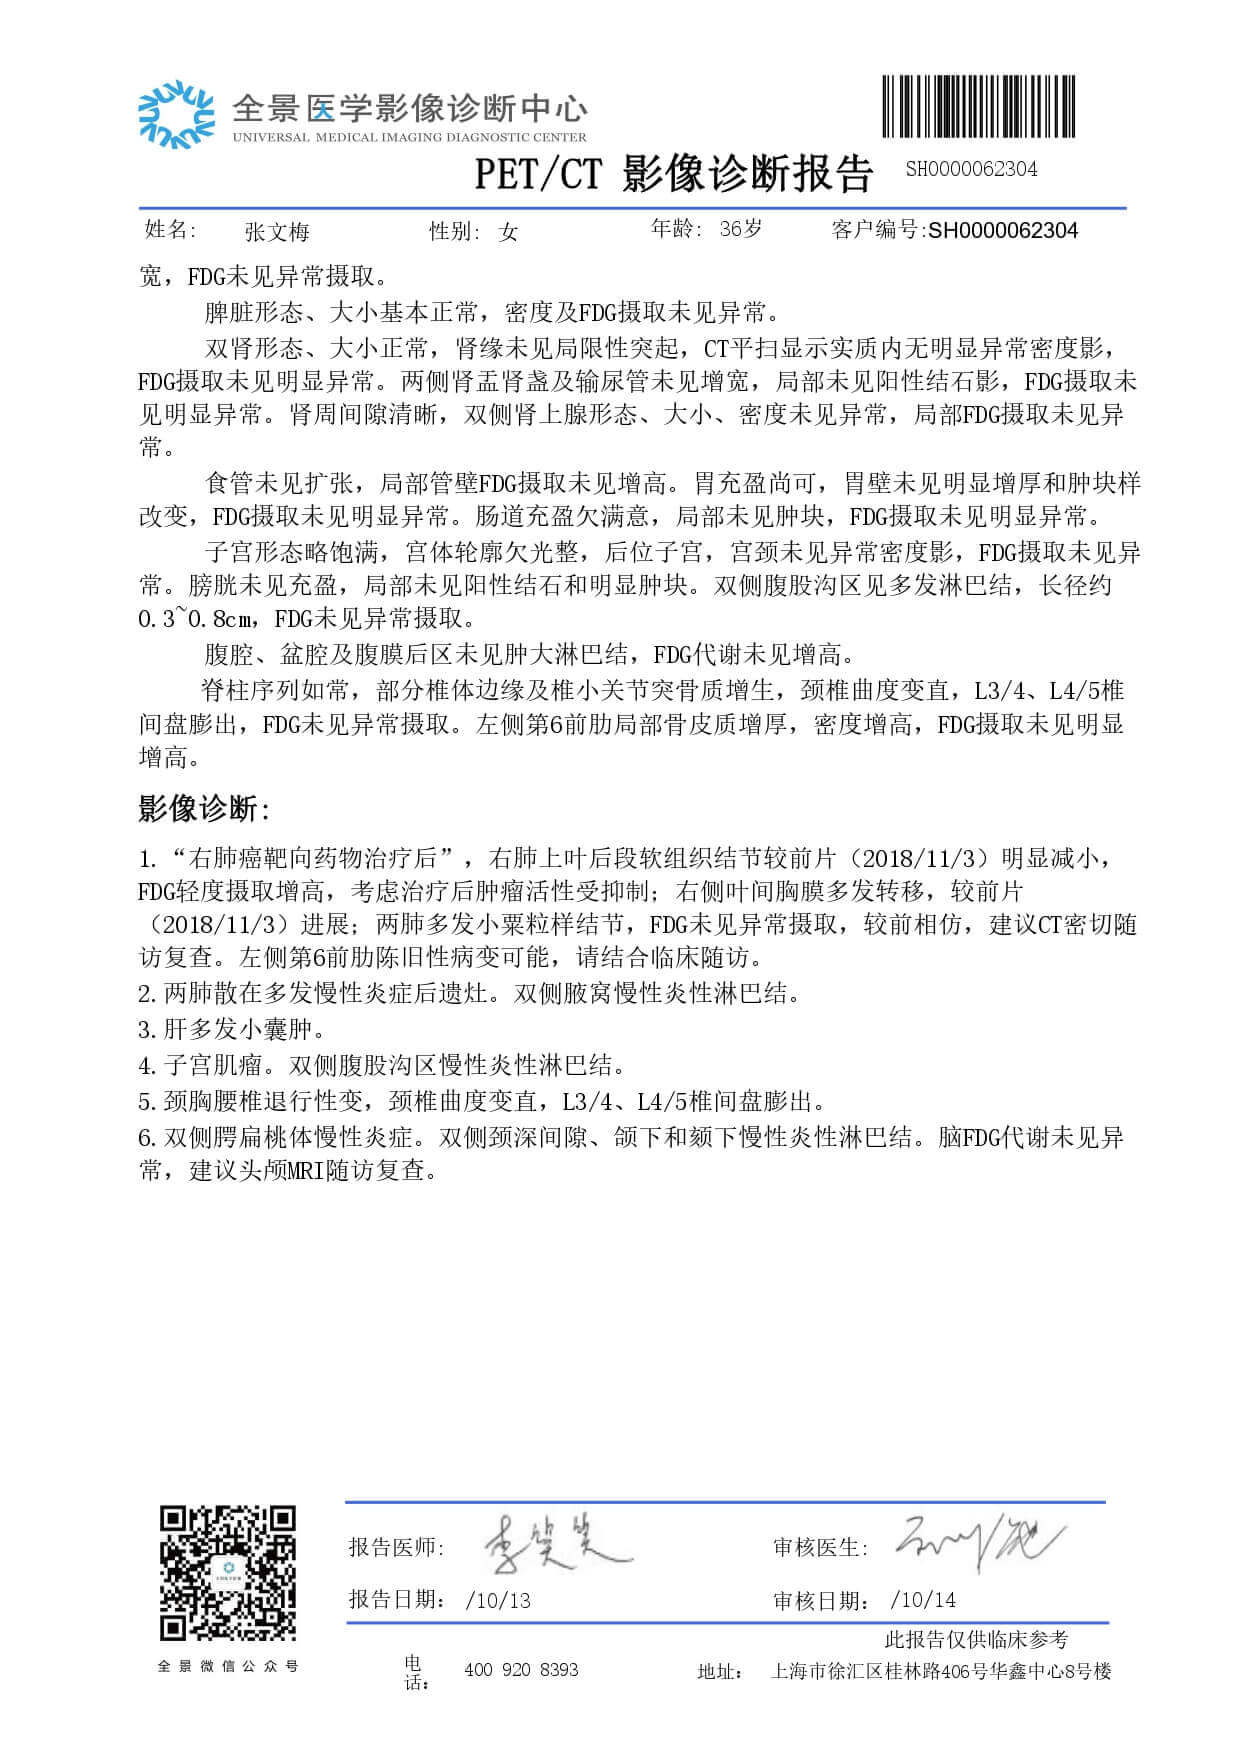 全景医学影像诊断中心
UNIVERSAL MEDICAL IMAGING DIAGNOSTIC CENTER
PET/CT 影像诊断报告
SH0000062304
姓名: 张文梅 性别: 女 年龄: 36岁 客户编号:SH0000062304
宽，FDG未见异常摄取。
脾脏形态、大小基本正常，密度及FDG摄取未见异常。
双肾形态、大小正常，肾缘未见局限性突起，CT平扫显示实质内无明显异常密度影，
FDG摄取未见明显异常。两侧肾盂肾盏及输尿管未见增宽，局部未见阳性结石影，FDG摄取未
见明显异常。肾周间隙清晰，双侧肾上腺形态、大小、密度未见异常，局部FDG摄取未见异
常。
食管未见扩张，局部管壁FDG摄取未见增高。胃充盈尚可，胃壁未见明显增厚和肿块样
改变，FDG摄取未见明显异常。肠道充盈欠满意，局部未见肿块，FDG摄取未见明显异常。
子宫形态略饱满，宫体轮廓欠光整，后位子宫，宫颈未见异常密度影，FDG摄取未见异
常。膀胱未见充盈，局部未见阳性结石和明显肿块。双侧腹股沟区见多发淋巴结，长径约
0.3~0.8cm，FDG未见异常摄取。
腹腔、盆腔及腹膜后区未见肿大淋巴结，FDG代谢未见增高。
脊柱序列如常，部分椎体边缘及椎小关节突骨质增生，颈椎曲度变直，L3/4、L4/5椎
间盘膨出，FDG未见异常摄取。左侧第6前肋局部骨皮质增厚，密度增高，FDG摄取未见明显
增高。
影像诊断:
1.“右肺癌靶向药物治疗后”，右肺上叶后段软组织结节较前片（2018/11/3）明显减小，
FDG轻度摄取增高，考虑治疗后肿瘤活性受抑制；右侧叶间胸膜多发转移，较前片
（2018/11/3）进展；两肺多发小粟粒样结节，FDG未见异常摄取，较前相仿，建议CT密切随
访复查。左侧第6前肋陈旧性病变可能，请结合临床随访。
2.两肺散在多发慢性炎症后遗灶。双侧腋窝慢性炎性淋巴结。
3.肝多发小囊肿。
4.子宫肌瘤。双侧腹股沟区慢性炎性淋巴结。
5.颈胸腰椎退行性变，颈椎曲度变直，L3/4、L4/5椎间盘膨出。
6.双侧腭扁桃体慢性炎症。双侧颈深间隙、颌下和颏下慢性炎性淋巴结。脑FDG代谢未见异
常，建议头颅MRI随访复查。
报告医师: 李笑笑 审核医生:
报告日期: /10/13 审核日期: /10/14
此报告仅供临床参考
全景微信公众号 电话: 400 920 8393 地址: 上海市徐汇区桂林路406号华鑫中心8号楼